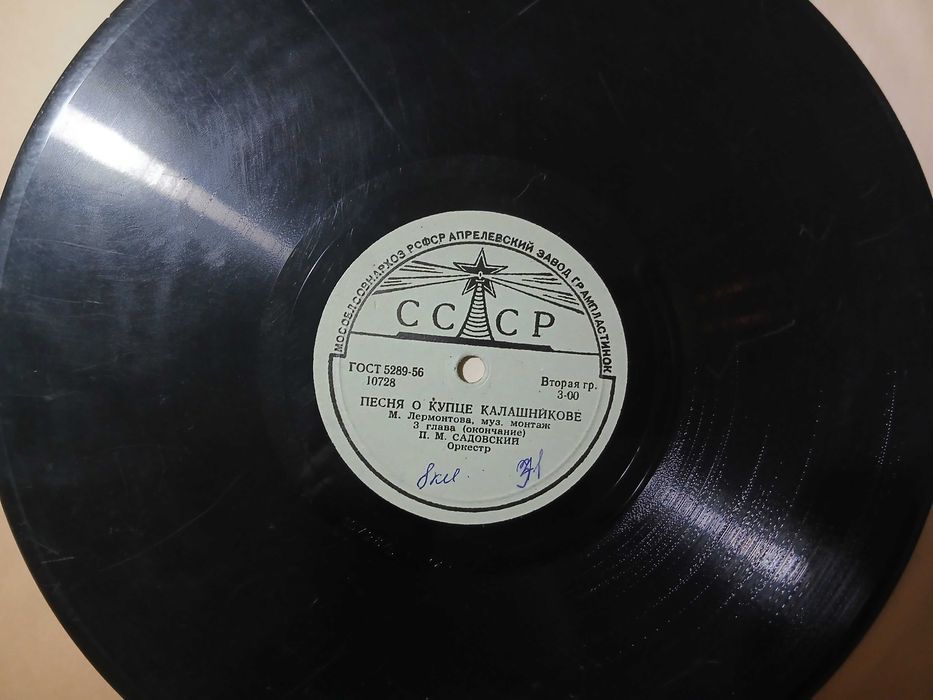 МОСОБЛСОВНАРХОЗ РСФСР АПРЕЛЕВСКИЙ ЗАВОД ГРАМПЛАСТИНОК
СССР
ГОСТ 5289-56
10728
Вторая гр.
3-00
ПЕСНЯ О КУПЦЕ КАЛАШНИКОВЕ
М. Лермонтова, муз. монтаж
3 глава (окончание)
П. М. САДОВСКИЙ
Оркестр
8кл.